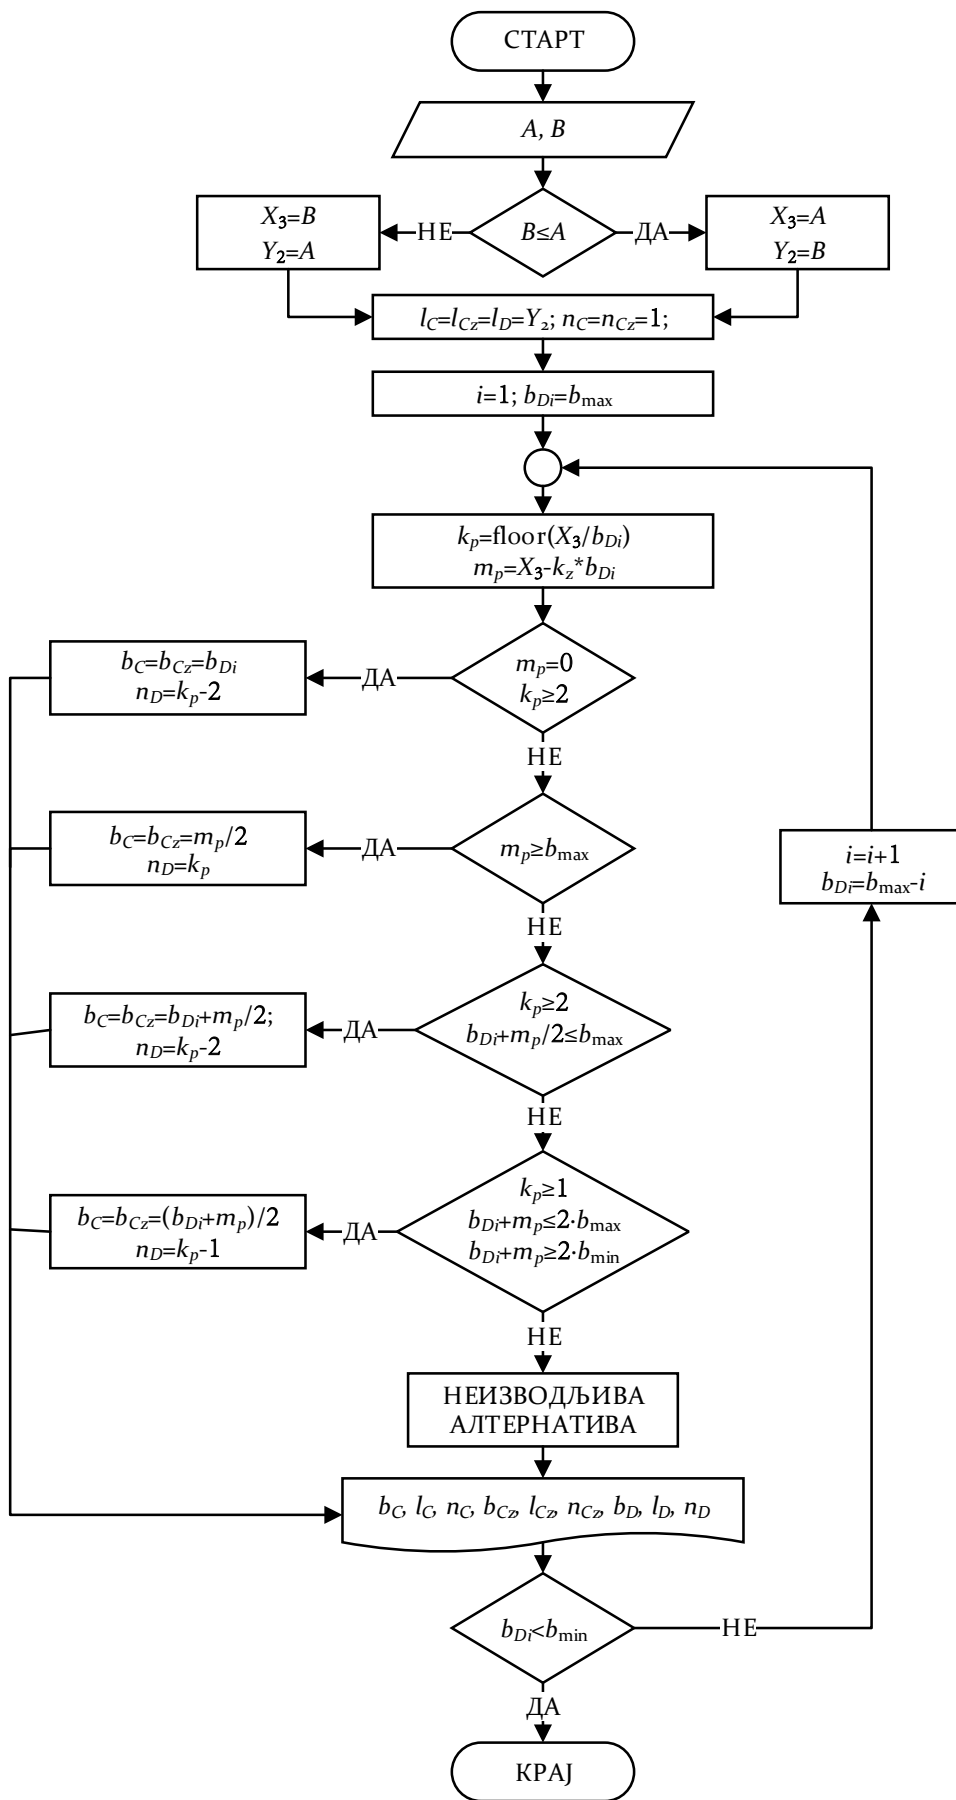 СТАРТ
A, B
B≤A
НЕ
ДА
X₃=B
Y₂=A
X₃=A
Y₂=B
l_C=l_Cz=l_D=Y₂; n_C=n_Cz=1;
i=1; b_Di=b_max
k_p=floor(X₃/b_Di)
m_p=X₃-k_z*b_Di
m_p=0
k_p≥2
ДА
b_C=b_Cz=b_Di
n_D=k_p-2
НЕ
m_p≥b_max
ДА
b_C=b_Cz=m_p/2
n_D=k_p
i=i+1
b_Di=b_max-i
НЕ
k_p≥2
b_Di+m_p/2≤b_max
ДА
b_C=b_Cz=b_Di+m_p/2;
n_D=k_p-2
НЕ
k_p≥1
b_Di+m_p≤2·b_max
b_Di+m_p≥2·b_min
ДА
b_C=b_Cz=(b_Di+m_p)/2
n_D=k_p-1
НЕ
НЕИЗВОДЉИВА
АЛТЕРНАТИВА
b_C, l_C, n_C, b_Cz, l_Cz, n_Cz, b_D, l_D, n_D
b_Di<b_min
НЕ
ДА
КРАЈ